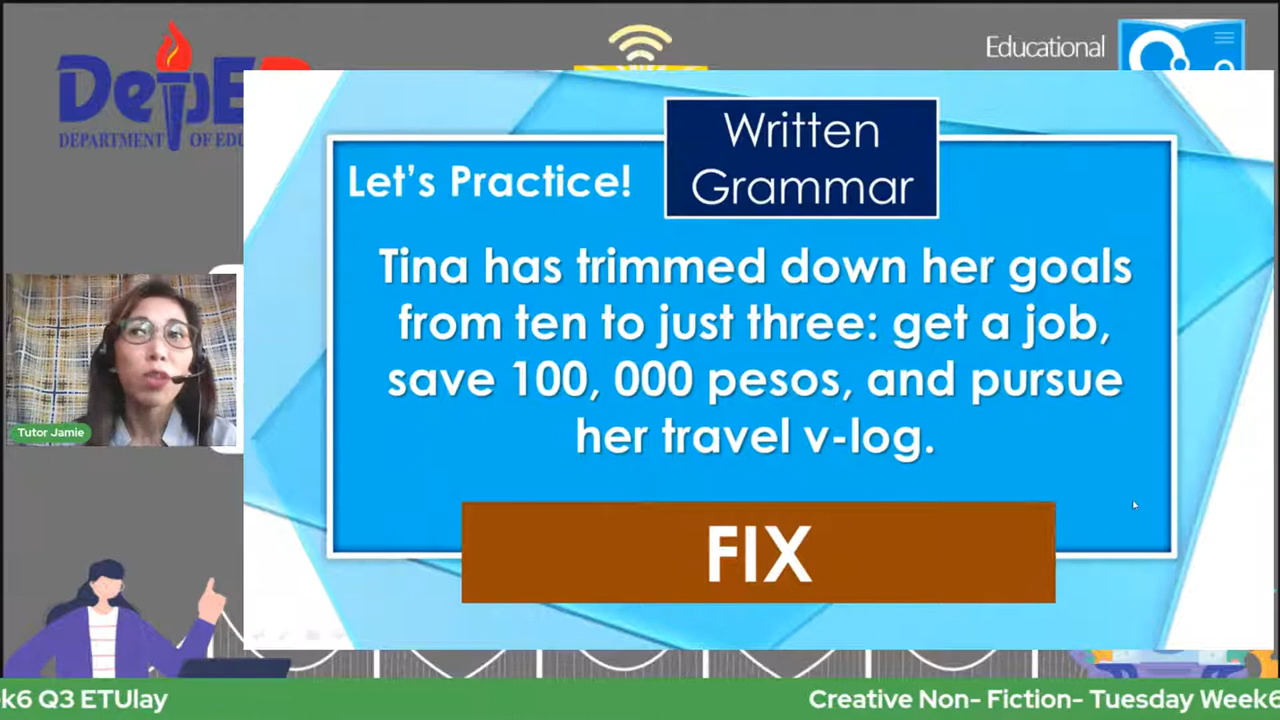 Educational
DepE
DEPARTMENT OF EDU
Written
Grammar
Let's Practice!
Tina has trimmed down her goals
from ten to just three: get a job,
save 100, 000 pesos, and pursue
her travel v-log.
FIX
Tutor Jamie
k6 Q3 ETUlay
Creative Non- Fiction- Tuesday Week6